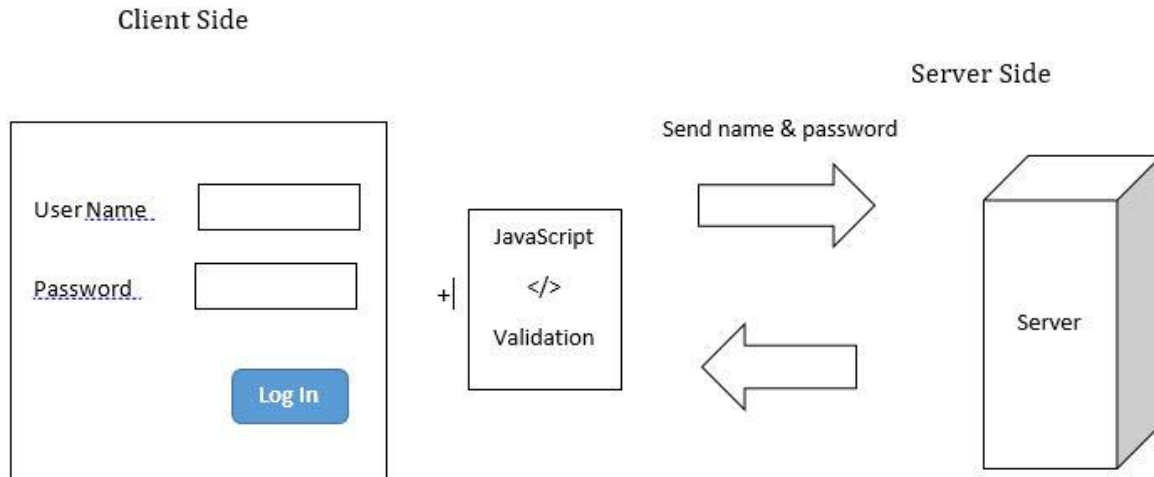 Client Side
Server Side
Send name & password
User Name
Password
Log In
+
JavaScript
</>
Validation
Server